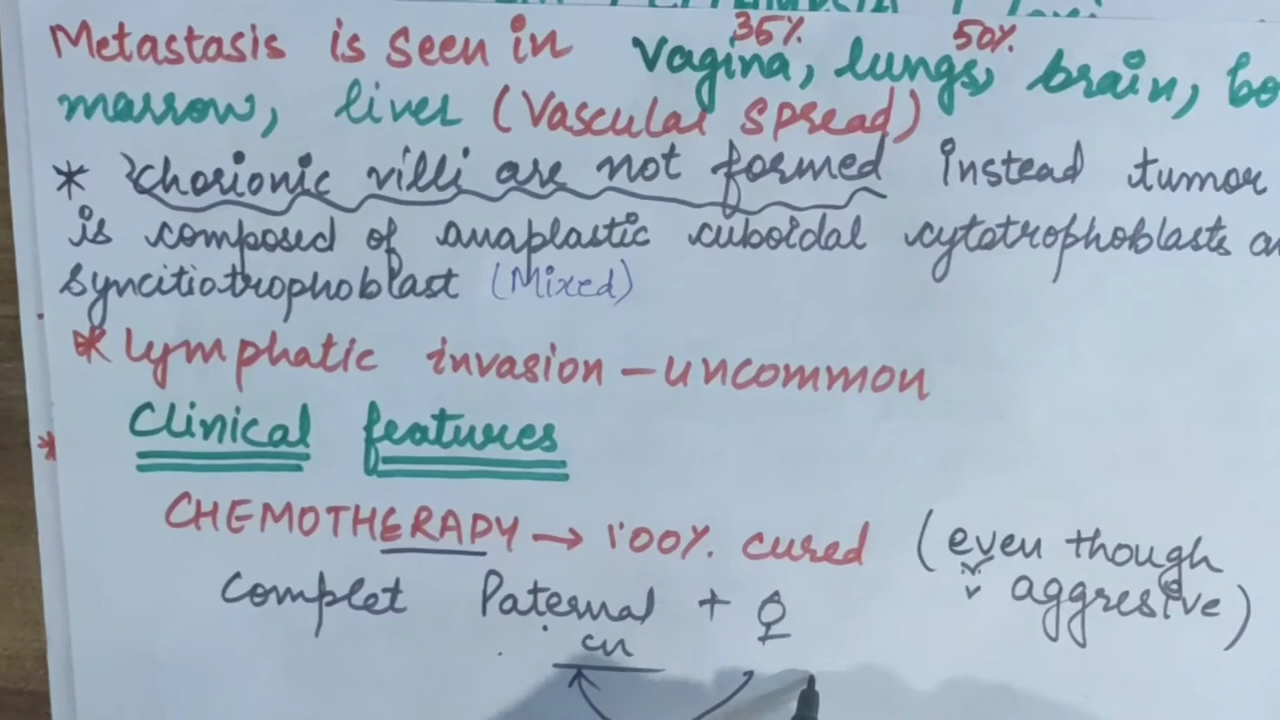 35% 50%
Metastasis is seen in vagina, lungs, brain, bo
marrow, liver (Vascular spread)
* Chorionic villi are not formed instead tumor
is composed of anaplastic cuboidal cytotrophoblasts an
syncitiotrophoblast (Mixed)
* lymphatic invasion – uncommon
Clinical features
CHEMOTHERAPY → 100% cured (even though
aggresive)
Complet Paternal + ♀